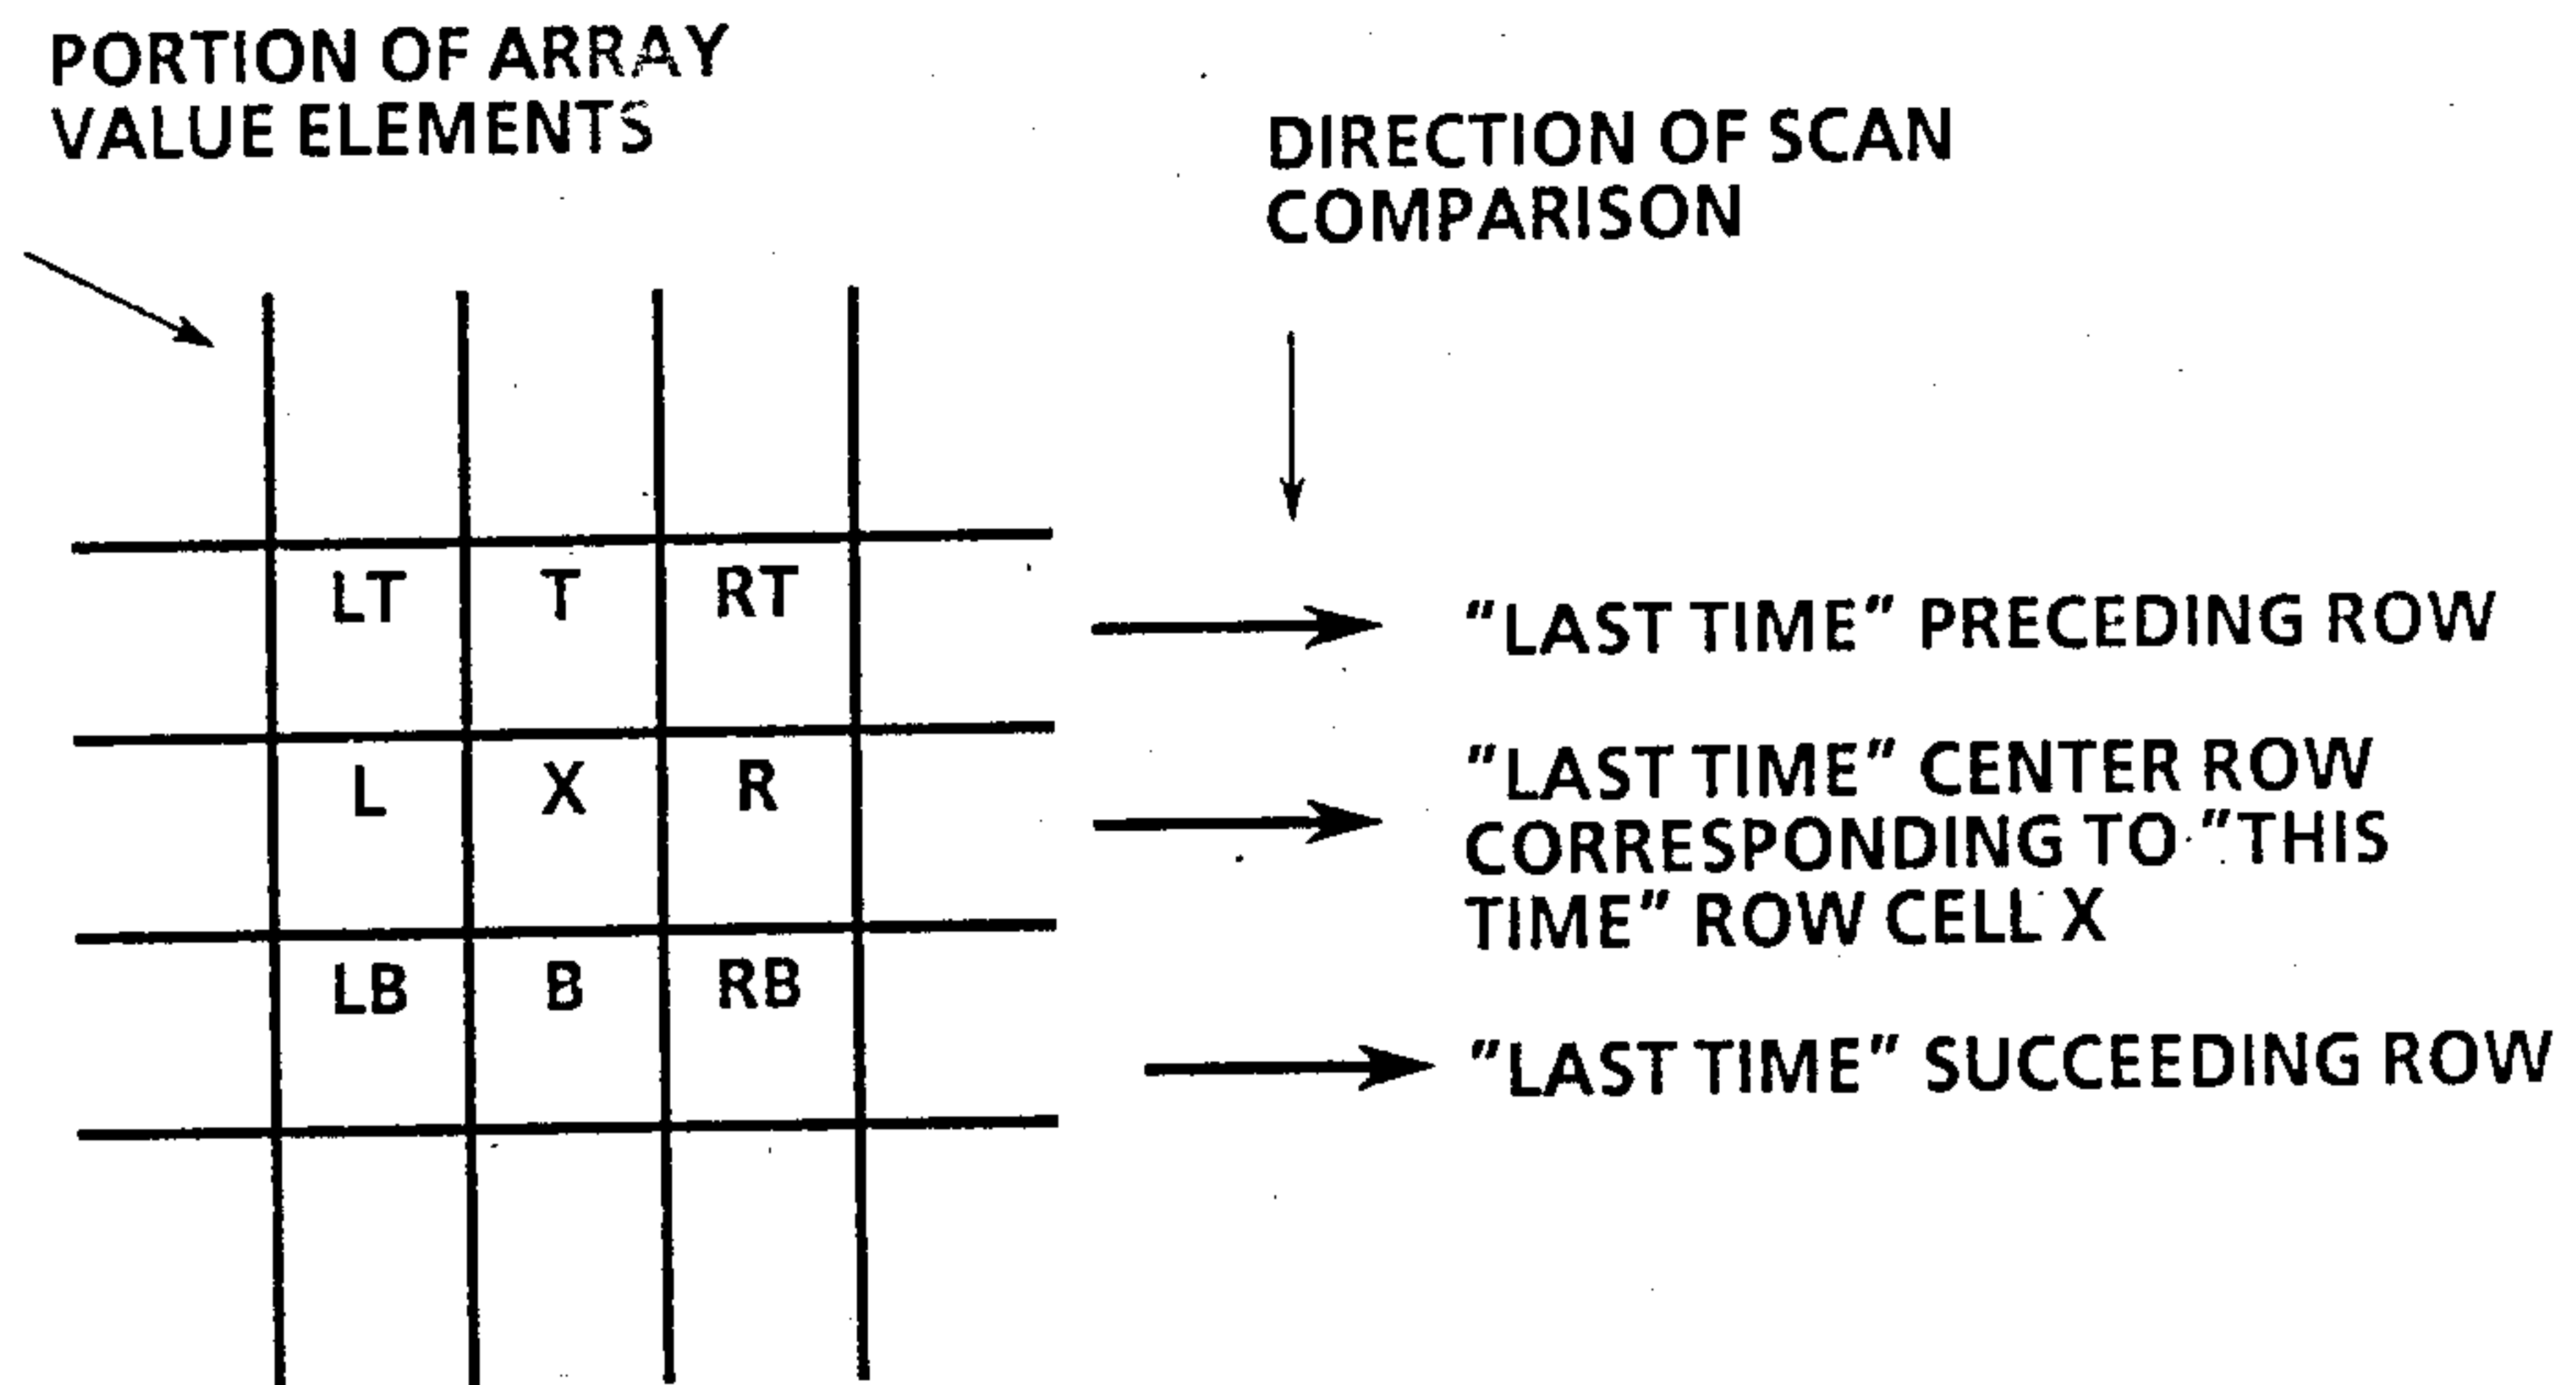 PORTION OF ARRAY
VALUE ELEMENTS
DIRECTION OF SCAN
COMPARISON
LT T RT
"LAST TIME" PRECEDING ROW
L X R
"LAST TIME" CENTER ROW
CORRESPONDING TO "THIS
TIME" ROW CELL X
LB B RB
"LAST TIME" SUCCEEDING ROW